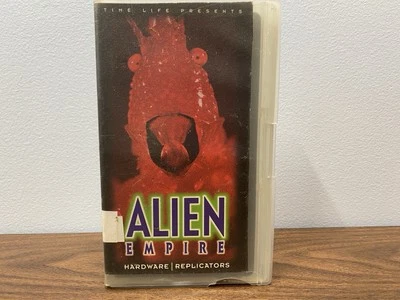 TIME LIFE PRESENTS
ALIEN
EMPIRE
HARDWARE | REPLICATORS